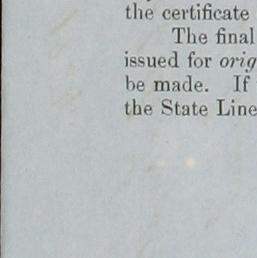 the certificate
The final
issued for orig
be made. If
the State Line